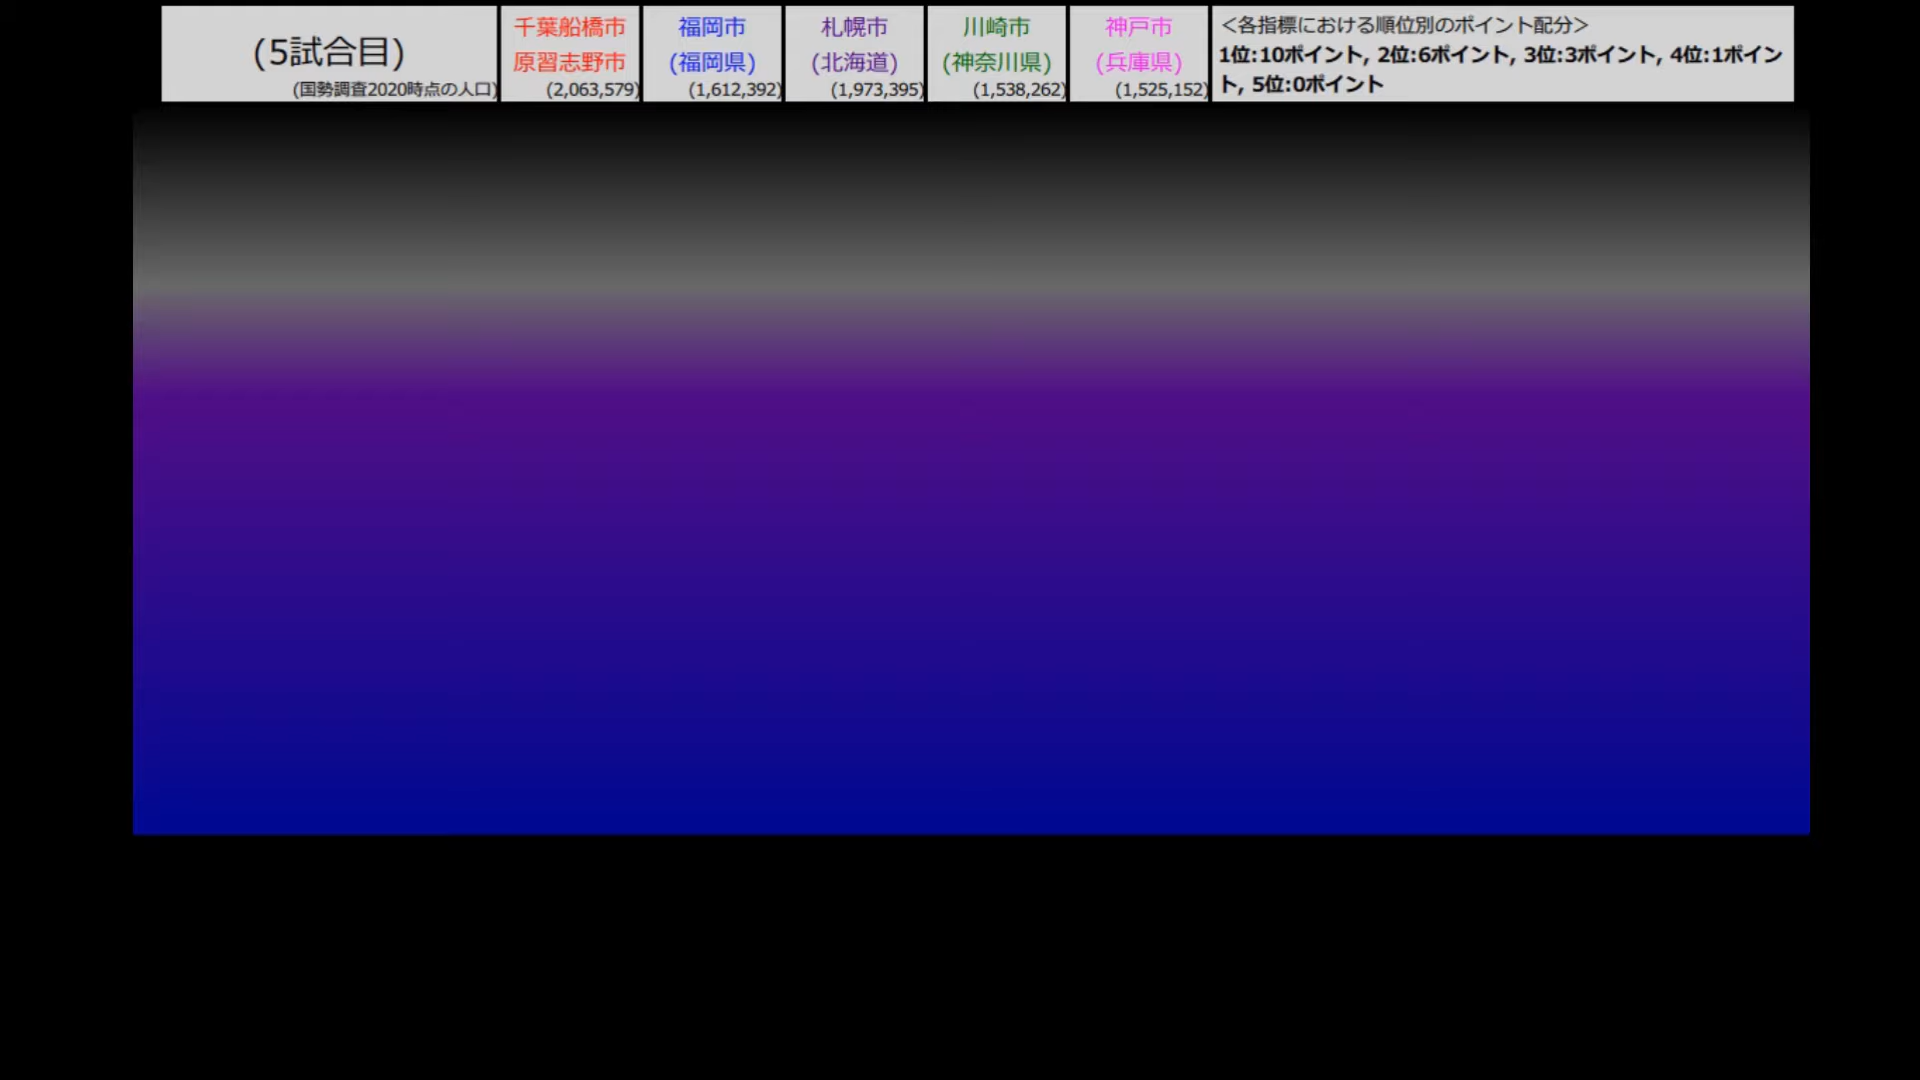 (5試合目)
(国勢調査2020時点の人口)
千葉船橋市
原習志野市
(2,063,579)
福岡市
(福岡県)
(1,612,392)
札幌市
(北海道)
(1,973,395)
川崎市
(神奈川県)
(1,538,262)
神戸市
(兵庫県)
(1,525,152)
＜各指標における順位別のポイント配分＞
1位:10ポイント, 2位:6ポイント, 3位:3ポイント, 4位:1ポイン
ト, 5位:0ポイント